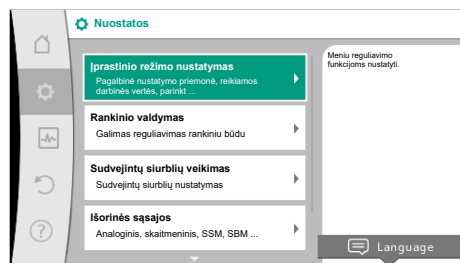 Nuostatos
Įprastinio režimo nustatymas
Pagalbinė nustatymo priemonė, reikiamos
darbinės vertės, parinkt ...
Rankinio valdymas
Galimas reguliavimas rankiniu būdu
Sudvejintų siurblių veikimas
Sudvejintų siurblių nustatymas
Išorinės sąsajos
Analoginis, skaitmeninis, SSM, SBM ...
Meniu reguliavimo
funkcijoms nustatyti.
Language